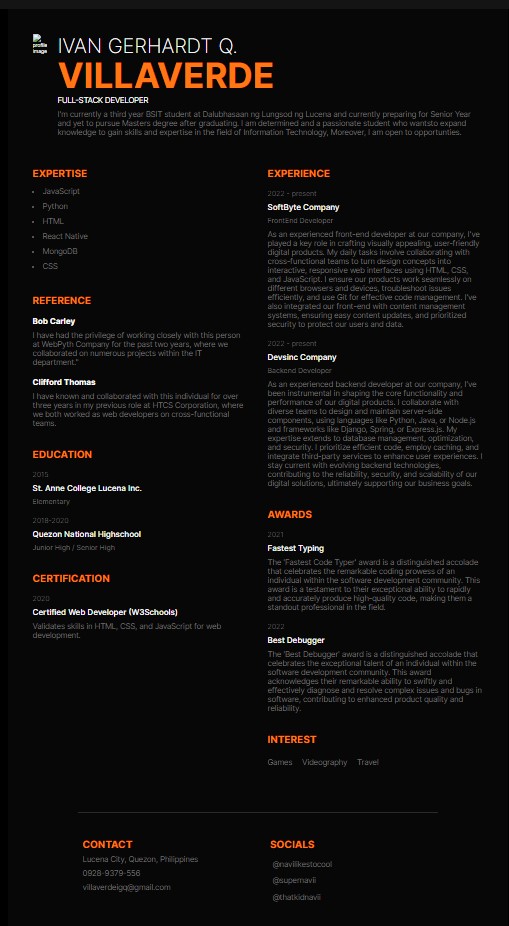 profile
image
IVAN GERHARDT Q.
VILLAVERDE
FULL-STACK DEVELOPER
I'm currently a third year BSIT student at Dalubhasaan ng Lungsod ng Lucena and currently preparing for Senior Year
and yet to pursue Masters degree after graduating. I am determined and a passionate student who wantsto expand
knowledge to gain skills and expertise in the field of Information Technology, Moreover, I am open to opportunties.
EXPERTISE
• JavaScript
• Python
• HTML
• React Native
• MongoDB
• CSS
REFERENCE
Bob Carley
I have had the privilege of working closely with this person
at WebPyth Company for the past two years, where we
collaborated on numerous projects within the IT
department."
Clifford Thomas
I have known and collaborated with this individual for over
three years in my previous role at HTCS Corporation, where
we both worked as web developers on cross-functional
teams.
EDUCATION
2015
St. Anne College Lucena Inc.
Elementary
2019-2020
Quezon National Highschool
Junior High / Senior High
CERTIFICATION
2020
Certified Web Developer (W3Schools)
Validates skills in HTML, CSS, and JavaScript for web
development.
EXPERIENCE
2022 - present
SoftByte Company
FrontEnd Developer
As an experienced front-end developer at our company, I've
played a key role in crafting visually appealing, user-friendly
digital products. My daily tasks involve collaborating with
cross-functional teams to turn design concepts into
interactive, responsive web interfaces using HTML, CSS,
and JavaScript. I ensure our products work seamlessly on
different browsers and devices, troubleshoot issues
efficiently, and use Git for effective code management. I've
also integrated our front-end with content management
systems, ensuring easy content updates, and prioritized
security to protect our users and data.
2022 - present
Devsinc Company
Backend Developer
As an experienced backend developer at our company, I've
been instrumental in shaping the core functionality and
performance of our digital products. I collaborate with
diverse teams to design and maintain server-side
components, using languages like Python, Java, or Node.js
and frameworks like Django, Spring, or Express.js. My
expertise extends to database management, optimization,
and security. I prioritize efficient code, employ caching, and
integrate third-party services to enhance user experiences. I
stay current with evolving backend technologies,
contributing to the reliability, security, and scalability of our
digital solutions, ultimately supporting our business goals.
AWARDS
2021
Fastest Typing
The 'Fastest Code Typer' award is a distinguished accolade
that celebrates the remarkable coding prowess of an
individual within the software development community. This
award is a testament to their exceptional ability to rapidly
and accurately produce high-quality code, making them a
standout professional in the field.
2022
Best Debugger
The 'Best Debugger' award is a distinguished accolade that
celebrates the exceptional talent of an individual within the
software development community. This award
acknowledges their remarkable ability to swiftly and
effectively diagnose and resolve complex issues and bugs in
software, contributing to enhanced product quality and
reliability.
INTEREST
Games Videography Travel
CONTACT
Lucena City, Quezon, Philippines
0928-9379-556
villaverdeigq@gmail.com
SOCIALS
@navilikestocool
@supernavii
@thatkidnavii